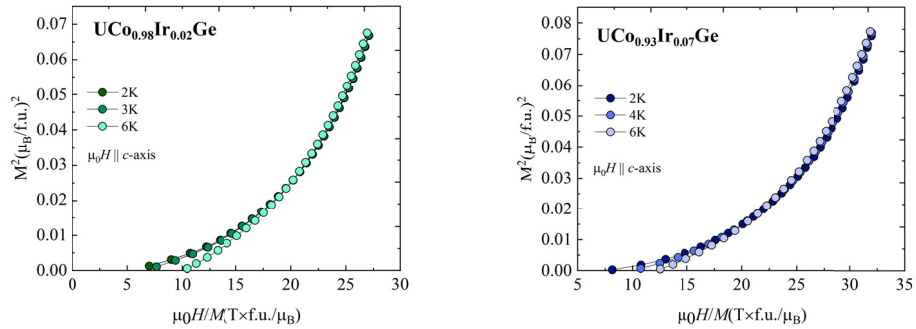 UCo0.98Ir0.02Ge
2K
3K
6K
μ0H || c-axis
M²(μB/f.u.)²
0.07
0.06
0.05
0.04
0.03
0.02
0.01
0.00
0 5 10 15 20 25 30
μ0H/M(T×f.u./μB)
UCo0.93Ir0.07Ge
2K
4K
6K
μ0H || c-axis
M²(μB/f.u.)²
0.08
0.07
0.06
0.05
0.04
0.03
0.02
0.01
0.00
0 5 10 15 20 25 30 35
μ0H/M(T×f.u./μB)